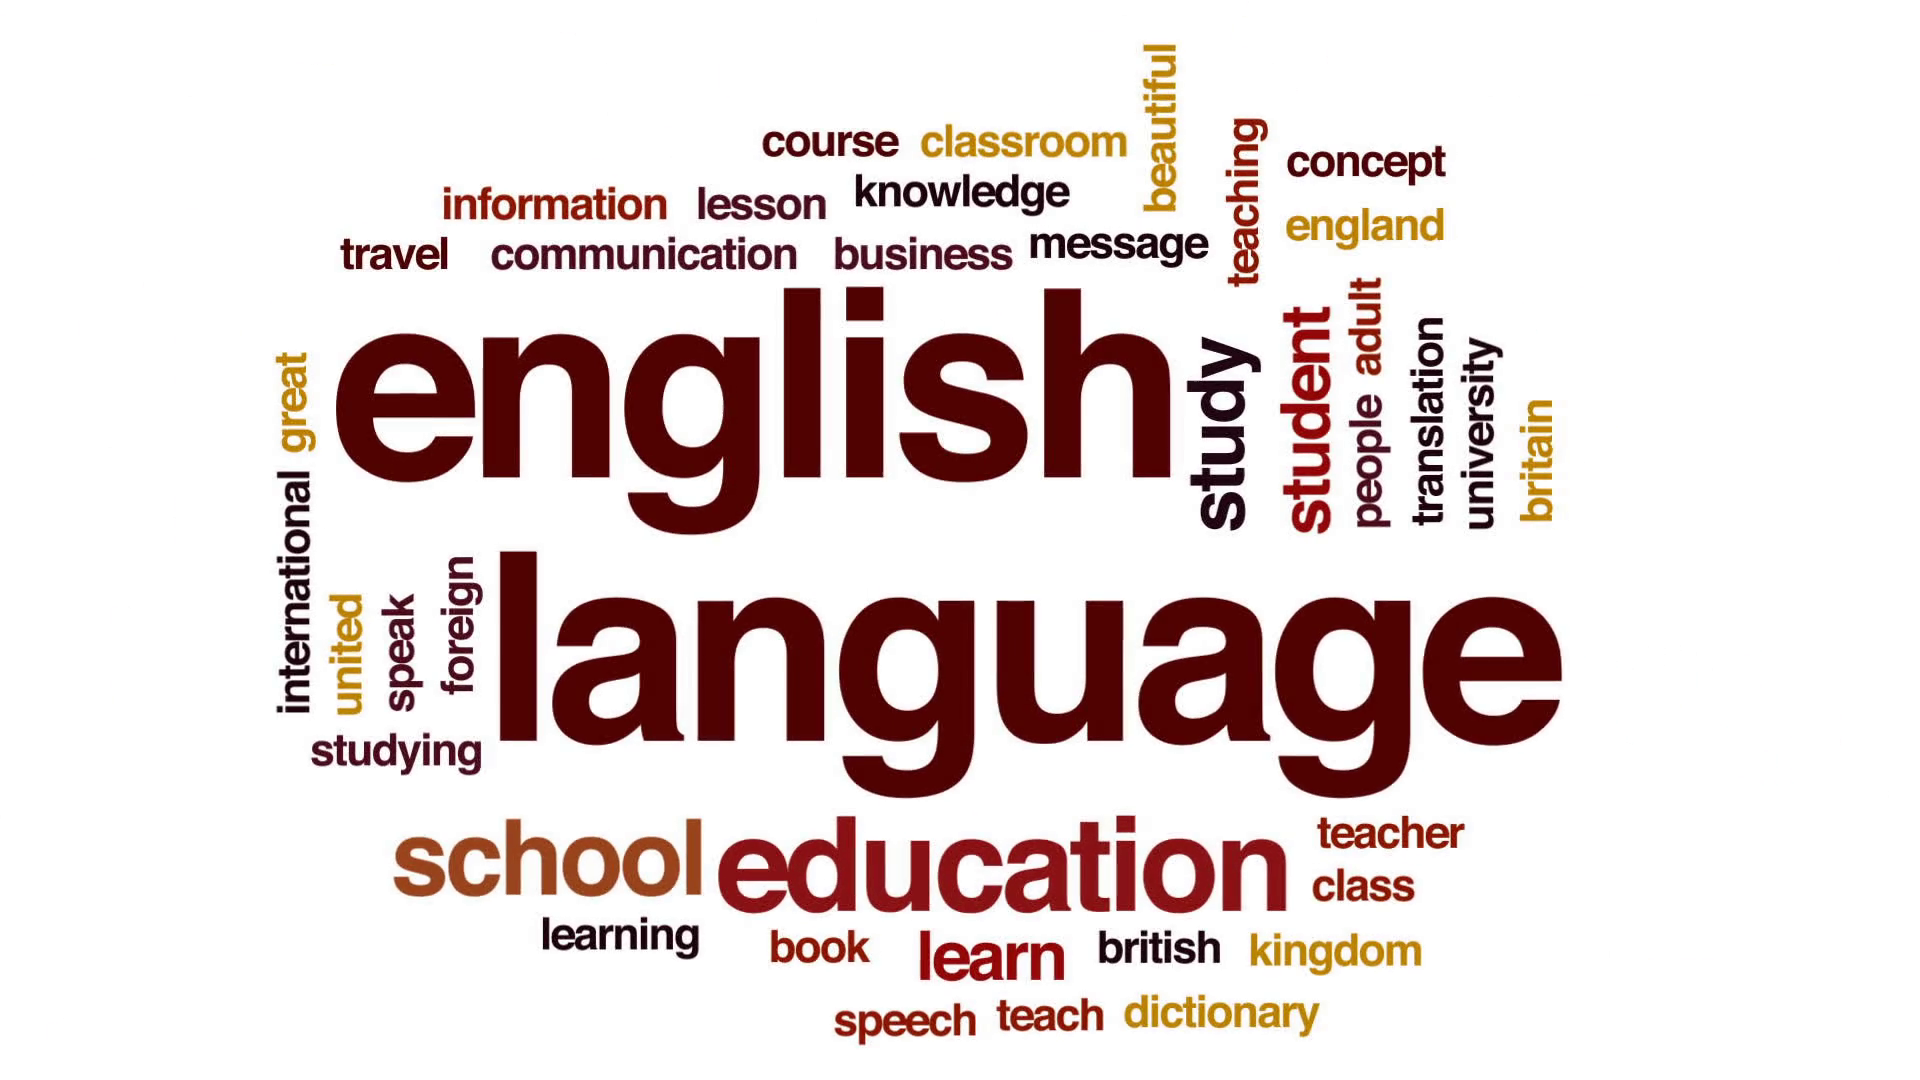 beautiful
course classroom
teaching
concept
information lesson knowledge
england
travel communication business message
english
study
student
people adult
translation
university
britain
great
international
united
speak
foreign
language
studying
school education teacher
class
learning book learn british kingdom
speech teach dictionary